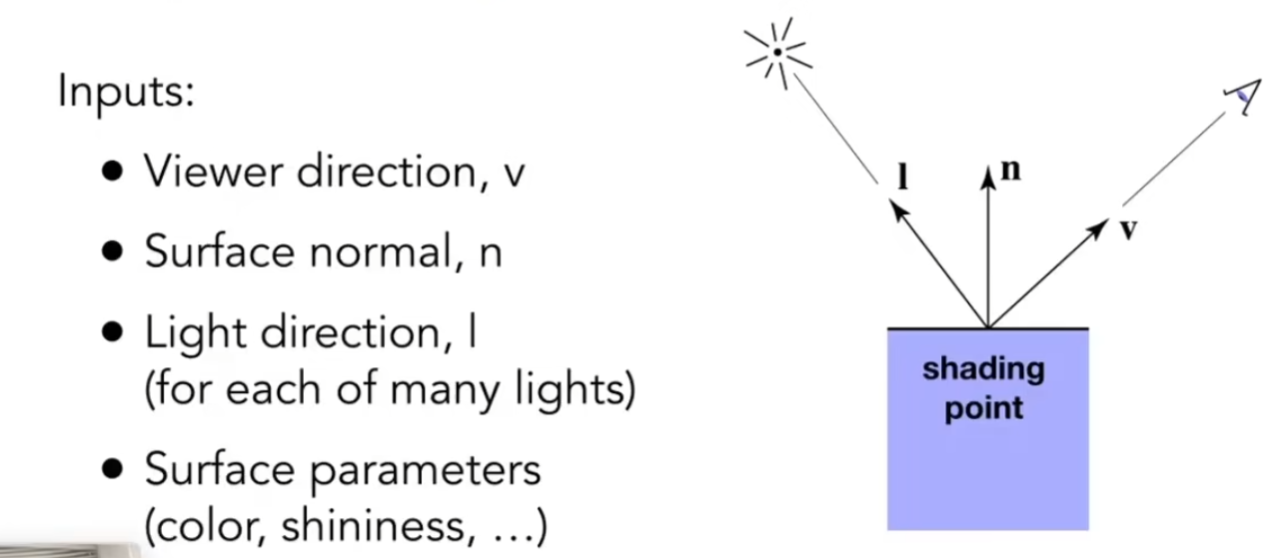 Inputs:
● Viewer direction, v
● Surface normal, n
● Light direction, l
(for each of many lights)
● Surface parameters
(color, shininess, …)
l
n
v
shading
point